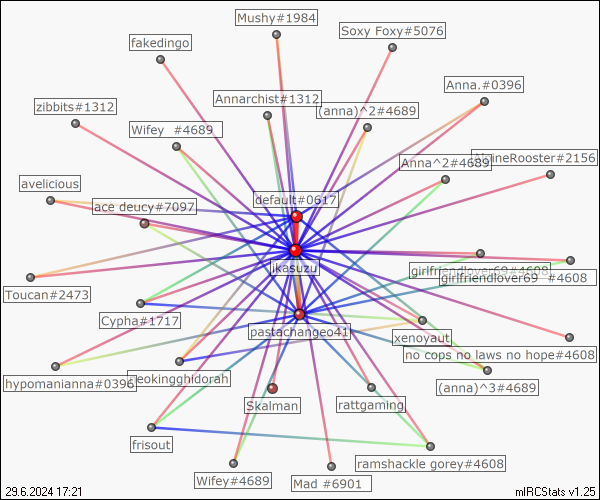 Mushy#1984
Soxy Foxy#5076
fakedingo
Anna.#0396
Annarchist#1312
zibbits#1312
(anna)^2#4689
Wifey #4689
Anna^2#4689
#2156
avelicious
default#0617
ace deucy#7097
jkasuzu
girlfriendlover69#4608
girlfriendlover69 #4608
Toucan#2473
Cypha#1717
pastachangeo41
xenoyaut
no cops no laws no hope#4608
hypomanianna#0396
(anna)^3#4689
Skalman
rattgaming
frisout
ramshackle gorey#4608
Wifey#4689
Mad #6901
29.6.2024 17:21
mIRCStats v1.25